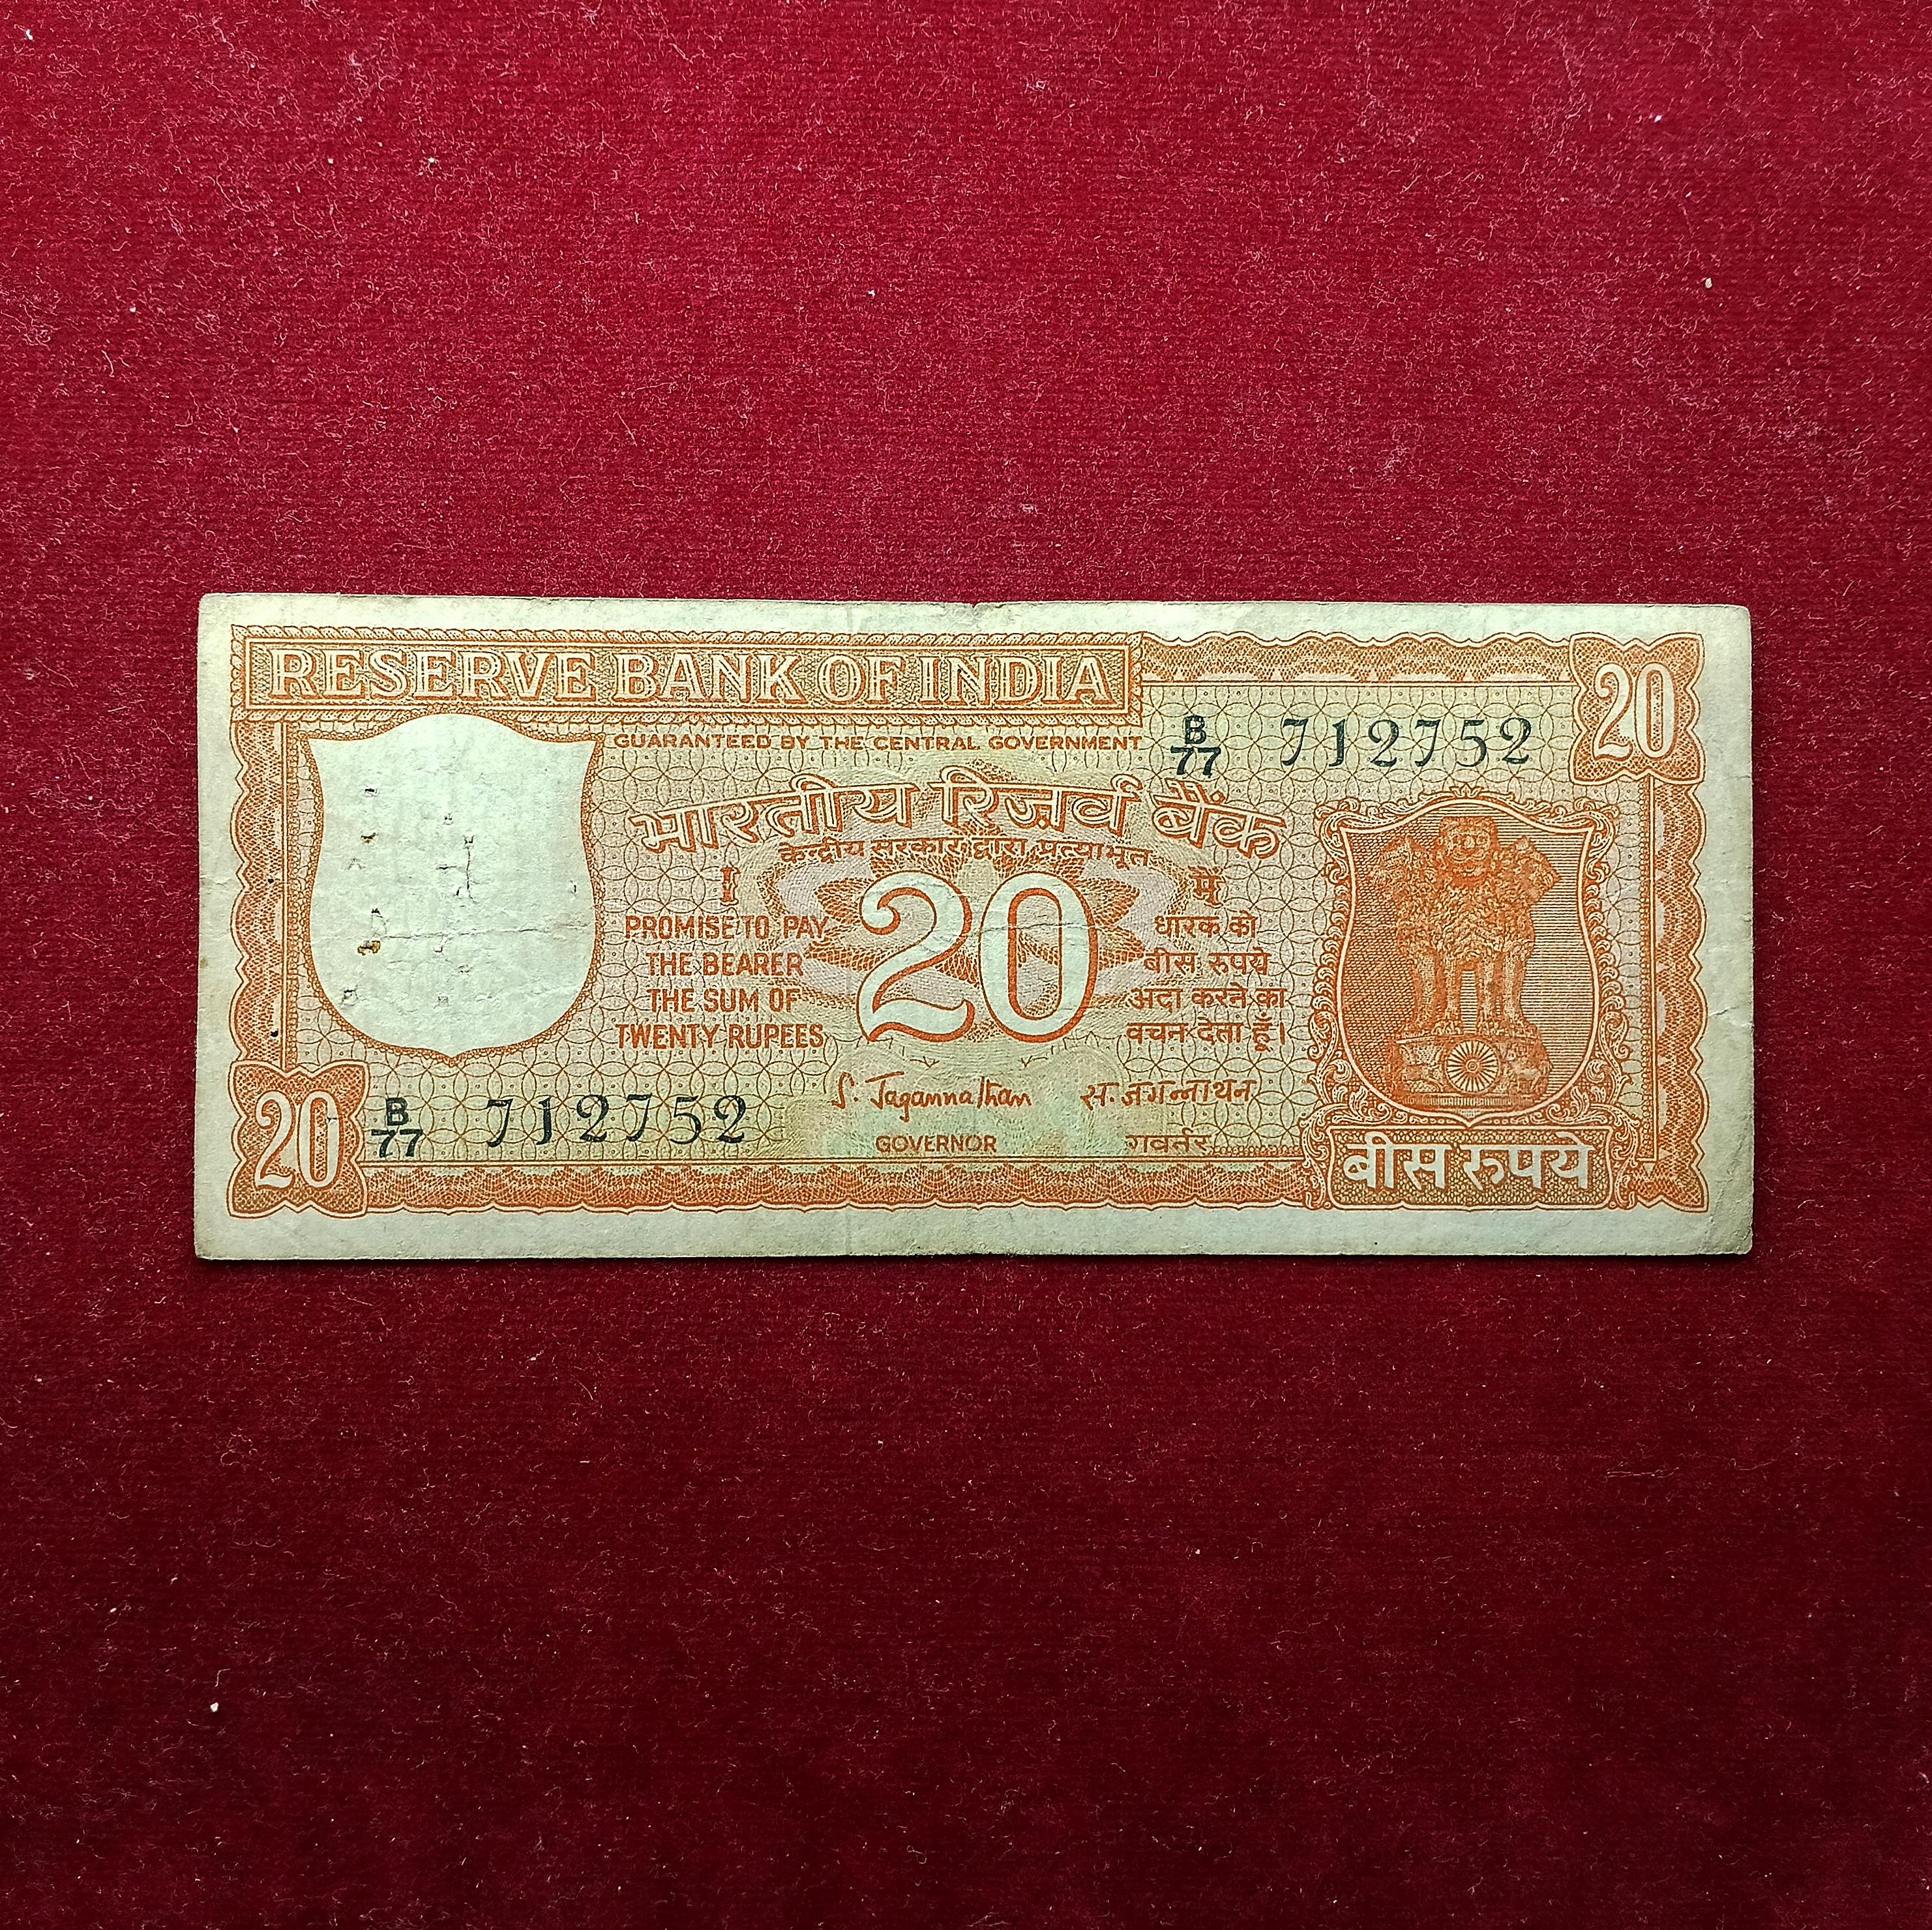 RESERVE BANK OF INDIA
20
GUARANTEED BY THE CENTRAL GOVERNMENT
B/77 712752
भारतीय रिज़र्व बैंक
केन्द्रीय सरकार द्वारा प्रत्याभूत
I
PROMISE TO PAY
THE BEARER
THE SUM OF
TWENTY RUPEES
20
मैं
धारक को
बीस रुपये
अदा करने का
वचन देता हूँ।
S. Jagannathan
स. जगन्नाथन
GOVERNOR
गवर्नर
20
B/77 712752
बीस रुपये